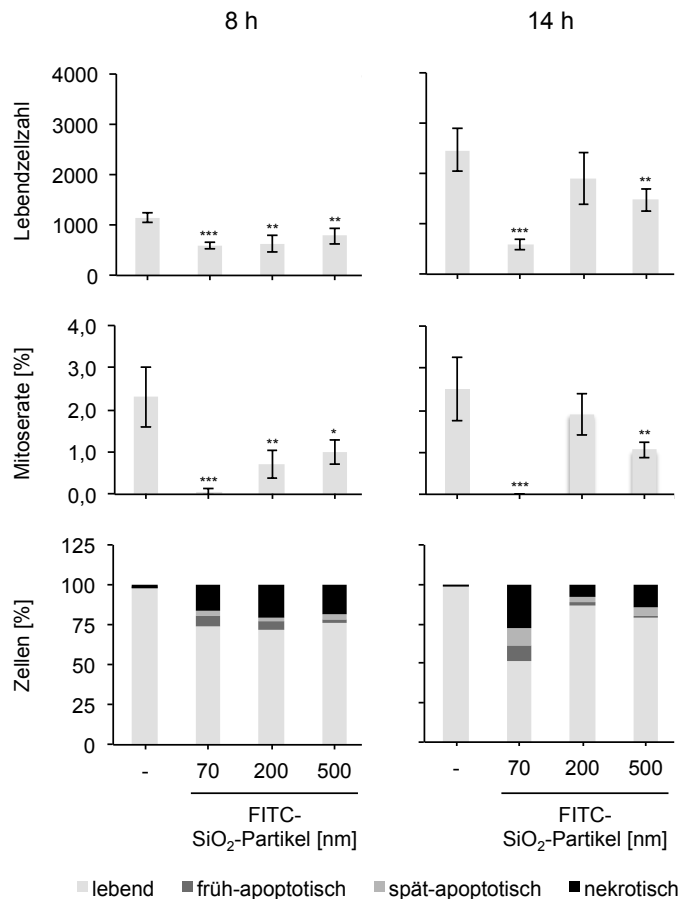 8 h
14 h
Lebendzellzahl
4000
3000
2000
1000
0
***
**
**
***
**
Mitoserate [%]
4,0
3,0
2,0
1,0
0,0
***
**
*
***
**
Zellen [%]
125
100
75
50
25
0
- 70 200 500
- 70 200 500
FITC-
SiO₂-Partikel [nm]
FITC-
SiO₂-Partikel [nm]
lebend früh-apoptotisch spät-apoptotisch nekrotisch